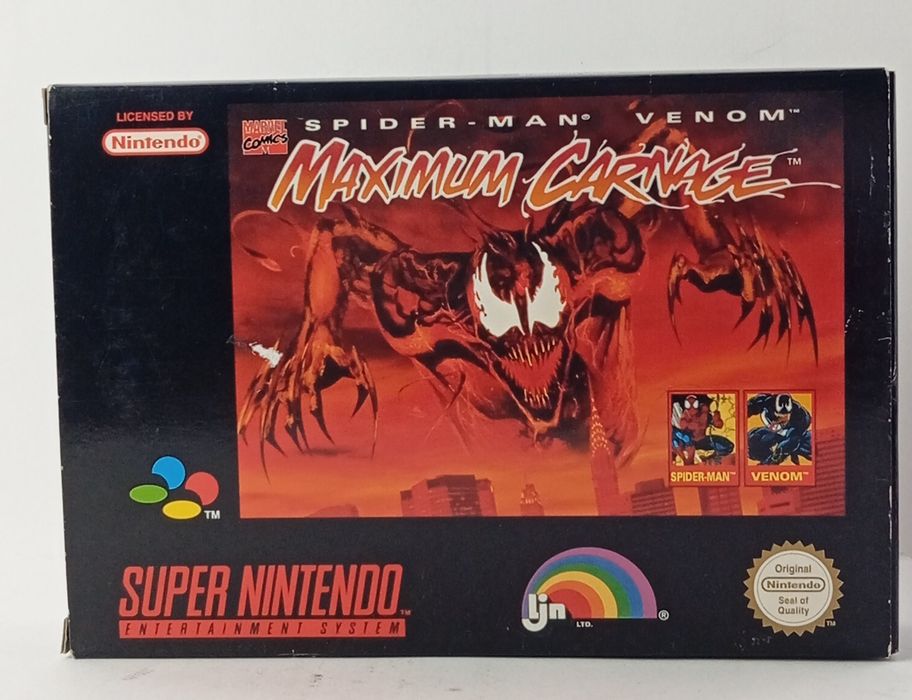 LICENSED BY
Nintendo®
MARVEL
COMICS
SPIDER-MAN® VENOM™
MAXIMUM CARNAGE™
SPIDER-MAN™
VENOM™
TM
SUPER NINTENDO™
ENTERTAINMENT SYSTEM
LJN
LTD.
®
Original
Nintendo®
Seal of
Quality
TM